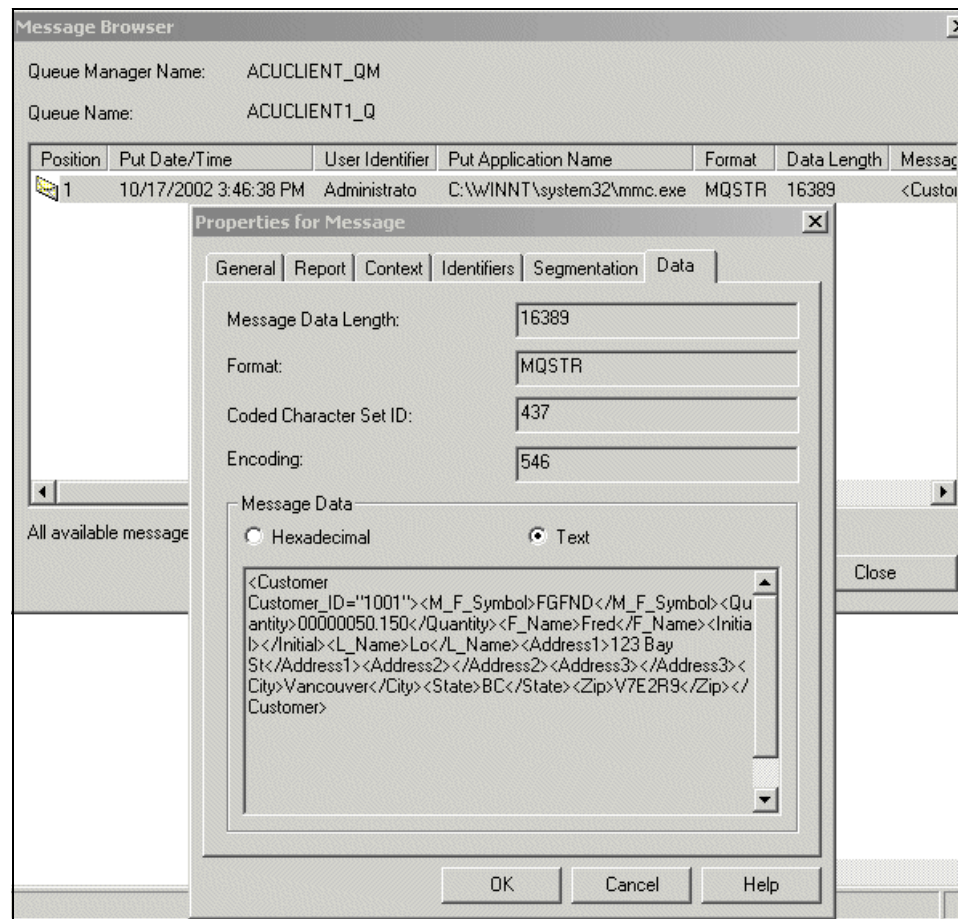 Message Browser
Queue Manager Name: ACUCLIENT_QM
Queue Name: ACUCLIENT1_Q
Position Put Date/Time User Identifier Put Application Name Format Data Length Messag
1 10/17/2002 3:46:38 PM Administrato C:\WINNT\system32\mmc.exe MQSTR 16389 <Custor
Properties for Message
General Report Context Identifiers Segmentation Data
Message Data Length: 16389
Format: MQSTR
Coded Character Set ID: 437
Encoding: 546
Message Data
All available message
Hexadecimal Text
Close
<Customer
Customer_ID="1001"><M_F_Symbol>FGFND</M_F_Symbol><Qu
antity>00000050.150</Quantity><F_Name>Fred</F_Name><Initia
l></Initial><L_Name>Lo</L_Name><Address1>123 Bay
St</Address1><Address2></Address2><Address3></Address3><
City>Vancouver</City><State>BC</State><Zip>V7E2R9</Zip></
Customer>
OK Cancel Help